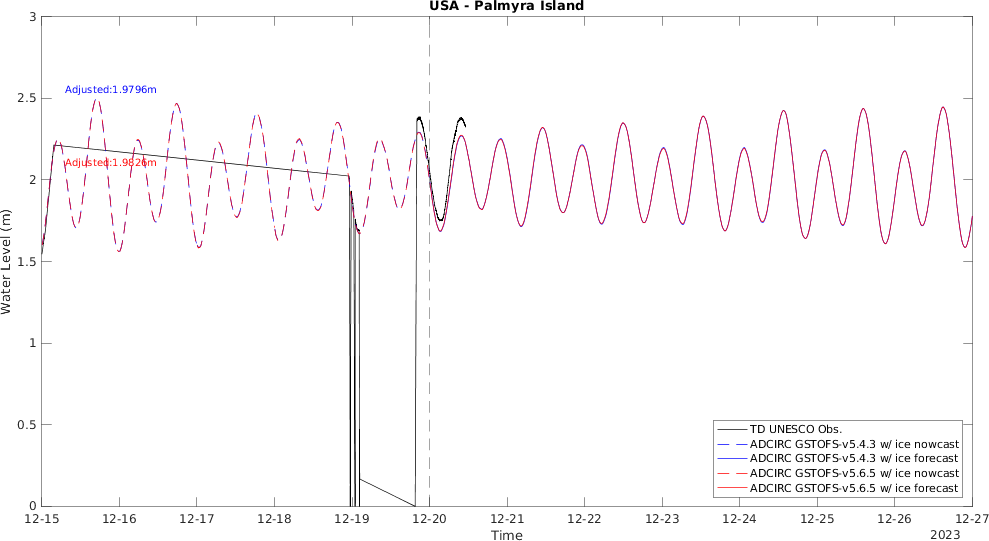 USA - Palmyra Island
3
2.5
2
1.5
1
0.5
0
Water Level (m)
Adjusted:1.9796m
Adjusted:1.9826m
TD UNESCO Obs.
ADCIRC GSTOFS-v5.4.3 w/ ice nowcast
ADCIRC GSTOFS-v5.4.3 w/ ice forecast
ADCIRC GSTOFS-v5.6.5 w/ ice nowcast
ADCIRC GSTOFS-v5.6.5 w/ ice forecast
12-15 12-16 12-17 12-18 12-19 12-20 12-21 12-22 12-23 12-24 12-25 12-26 12-27
Time
2023